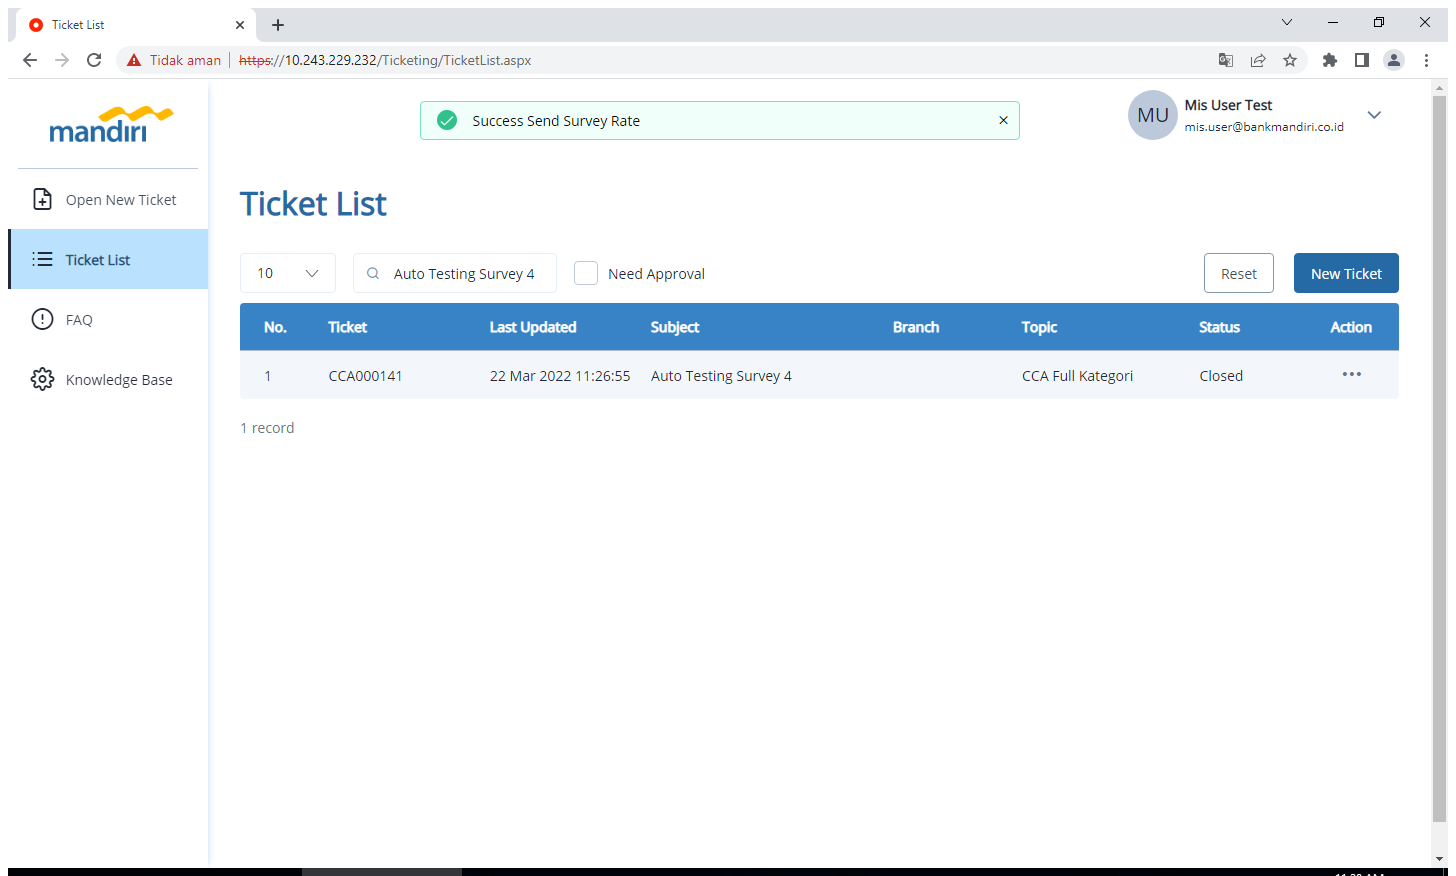 Ticket List
Tidak aman
https://10.243.229.232/Ticketing/TicketList.aspx
mandiri
Success Send Survey Rate
MU
Mis User Test
mis.user@bankmandiri.co.id
Open New Ticket
Ticket List
FAQ
Knowledge Base
Ticket List
10
Auto Testing Survey 4
Need Approval
Reset
New Ticket
No. Ticket Last Updated Subject Branch Topic Status Action
1 CCA000141 22 Mar 2022 11:26:55 Auto Testing Survey 4 CCA Full Kategori Closed
1 record